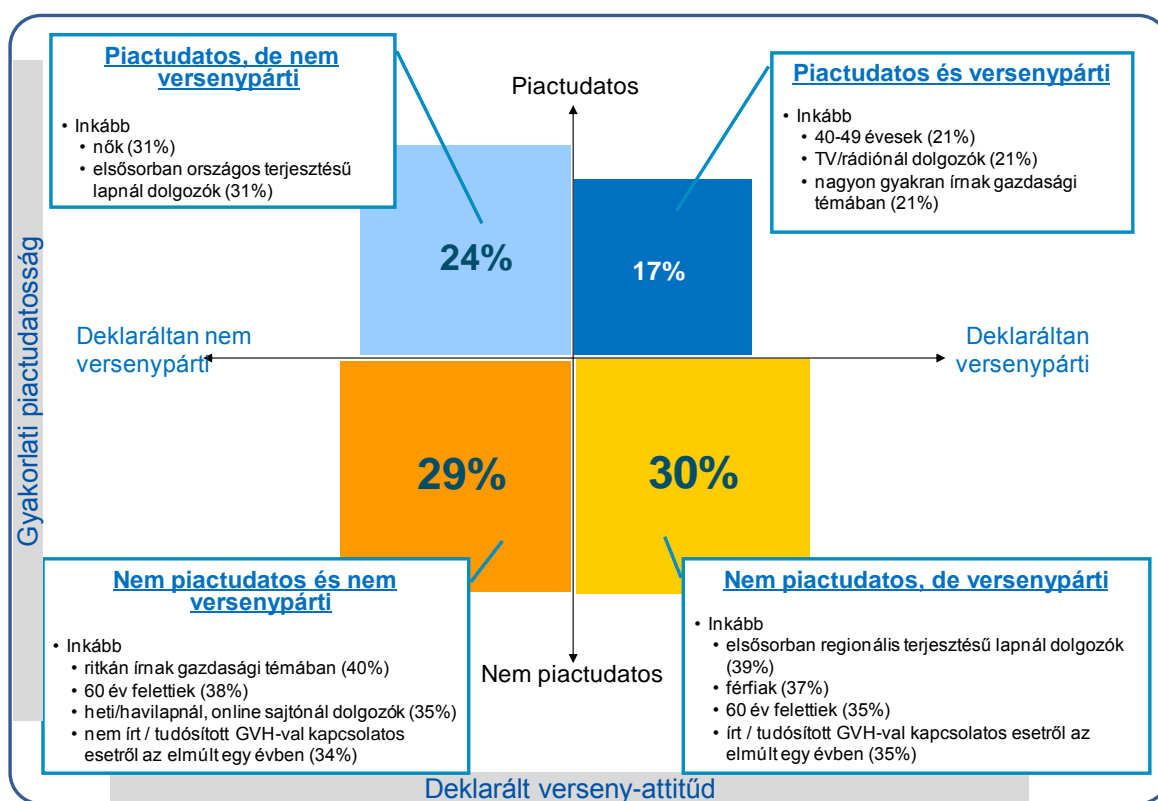 Piactudatos, de nem
versenypárti
• Inkább
• nők (31%)
• elsősorban országos terjesztésű
lapnál dolgozók (31%)
Piactudatos
Piactudatos és versenypárti
• Inkább
• 40-49 évesek (21%)
• TV/rádiónál dolgozók (21%)
• nagyon gyakran írnak gazdasági
témában (21%)
24%
17%
Gyakorlati piactudatosság
Deklaráltan nem
versenypárti
Deklaráltan
versenypárti
29%
30%
Nem piactudatos és nem
versenypárti
• Inkább
• ritkán írnak gazdasági témában (40%)
• 60 év felettiek (38%)
• heti/havilapnál, online sajtónál dolgozók (35%)
• nem írt / tudósított GVH-val kapcsolatos
esetről az elmúlt egy évben (34%)
Nem piactudatos
Nem piactudatos, de versenypárti
• Inkább
• elsősorban regionális terjesztésű lapnál dolgozók
(39%)
• férfiak (37%)
• 60 év felettiek (35%)
• írt / tudósított GVH-val kapcsolatos esetről az
elmúlt egy évben (35%)
Deklarált verseny-attitűd